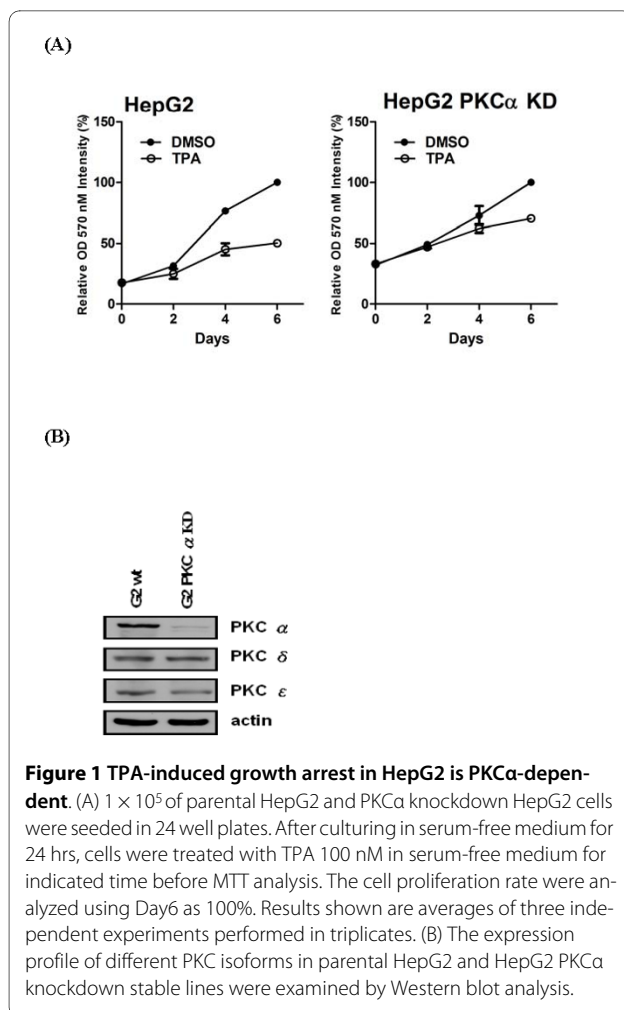 (A)
HepG2
HepG2 PKCα KD
Relative OD 570 nM Intensity (%)
150
100
50
0
DMSO
TPA
0 2 4 6
Days
Relative OD 570 nM Intensity (%)
150
100
50
0
DMSO
TPA
0 2 4 6
Days
(B)
G2 wt
G2 PKC α KD
PKC α
PKC δ
PKC ε
actin
Figure 1 TPA-induced growth arrest in HepG2 is PKCα-depen-
dent. (A) 1 × 10⁵ of parental HepG2 and PKCα knockdown HepG2 cells
were seeded in 24 well plates. After culturing in serum-free medium for
24 hrs, cells were treated with TPA 100 nM in serum-free medium for
indicated time before MTT analysis. The cell proliferation rate were an-
alyzed using Day6 as 100%. Results shown are averages of three inde-
pendent experiments performed in triplicates. (B) The expression
profile of different PKC isoforms in parental HepG2 and HepG2 PKCα
knockdown stable lines were examined by Western blot analysis.